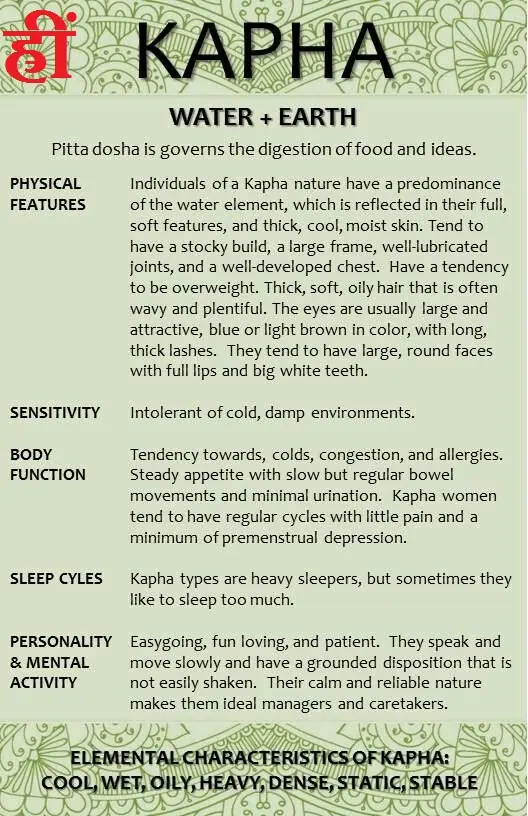 ह्रीं
KAPHA
WATER + EARTH
Pitta dosha is governs the digestion of food and ideas.
PHYSICAL
FEATURES
Individuals of a Kapha nature have a predominance
of the water element, which is reflected in their full,
soft features, and thick, cool, moist skin. Tend to
have a stocky build, a large frame, well-lubricated
joints, and a well-developed chest. Have a tendency
to be overweight. Thick, soft, oily hair that is often
wavy and plentiful. The eyes are usually large and
attractive, blue or light brown in color, with long,
thick lashes. They tend to have large, round faces
with full lips and big white teeth.
SENSITIVITY
Intolerant of cold, damp environments.
BODY
FUNCTION
Tendency towards, colds, congestion, and allergies.
Steady appetite with slow but regular bowel
movements and minimal urination. Kapha women
tend to have regular cycles with little pain and a
minimum of premenstrual depression.
SLEEP CYLES
Kapha types are heavy sleepers, but sometimes they
like to sleep too much.
PERSONALITY
& MENTAL
ACTIVITY
Easygoing, fun loving, and patient. They speak and
move slowly and have a grounded disposition that is
not easily shaken. Their calm and reliable nature
makes them ideal managers and caretakers.
ELEMENTAL CHARACTERISTICS OF KAPHA:
COOL, WET, OILY, HEAVY, DENSE, STATIC, STABLE